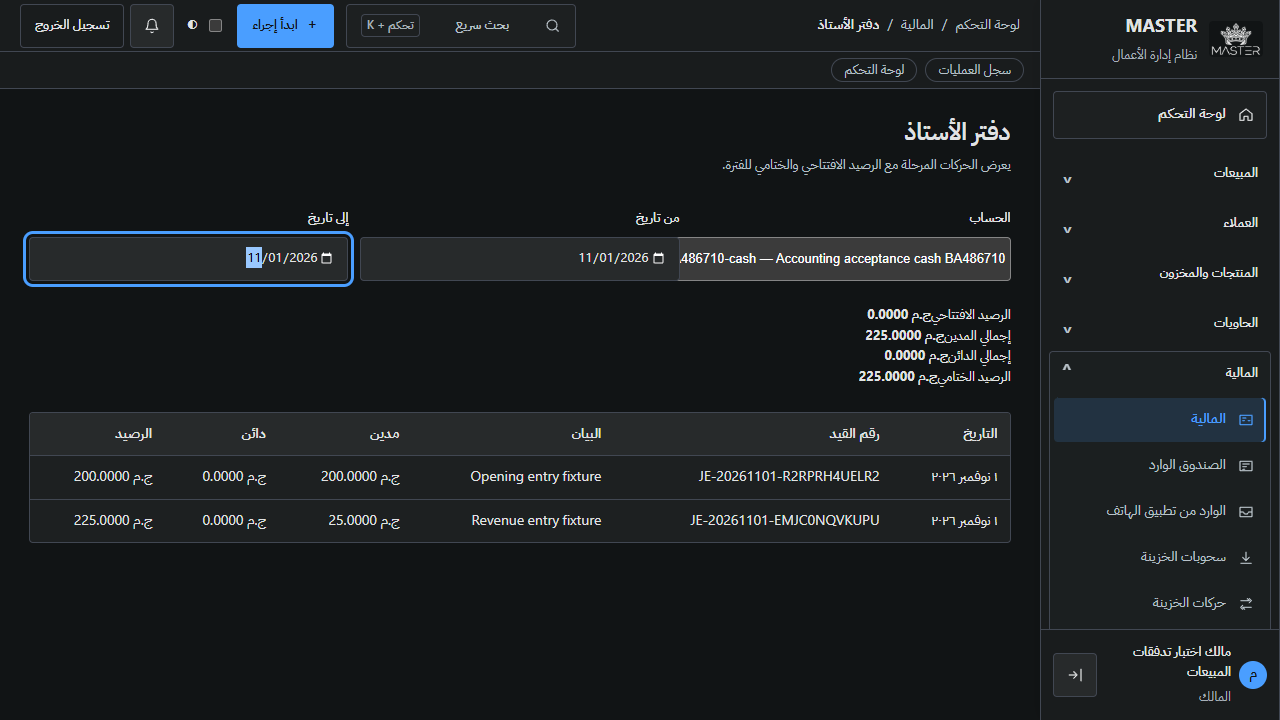 MASTER
نظام إدارة الأعمال
MASTER
لوحة التحكم
المبيعات
العملاء
المنتجات والمخزون
الحاويات
المالية
المالية
الصندوق الوارد
الوارد من تطبيق الهاتف
سحوبات الخزينة
حركات الخزينة
مالك اختبار تدفقات المبيعات
المالك
م
لوحة التحكم / المالية / دفتر الأستاذ
بحث سريع
تحكم + K
+ ابدأ إجراء
تسجيل الخروج
سجل العمليات
لوحة التحكم
دفتر الأستاذ
يعرض الحركات المرحلة مع الرصيد الافتتاحي والختامي للفترة.
الحساب
.486710-cash — Accounting acceptance cash BA486710
من تاريخ
11/01/2026
إلى تاريخ
11/01/2026
الرصيد الافتتاحيج.م 0.0000
إجمالي المدينج.م 225.0000
إجمالي الدائنج.م 0.0000
الرصيد الختاميج.م 225.0000
التاريخ رقم القيد البيان مدين دائن الرصيد
١ نوفمبر ٢٠٢٦ JE-20261101-R2RPRH4UELR2 Opening entry fixture ج.م 200.0000 ج.م 0.0000 ج.م 200.0000
١ نوفمبر ٢٠٢٦ JE-20261101-EMJC0NQVKUPU Revenue entry fixture ج.م 25.0000 ج.م 0.0000 ج.م 225.0000